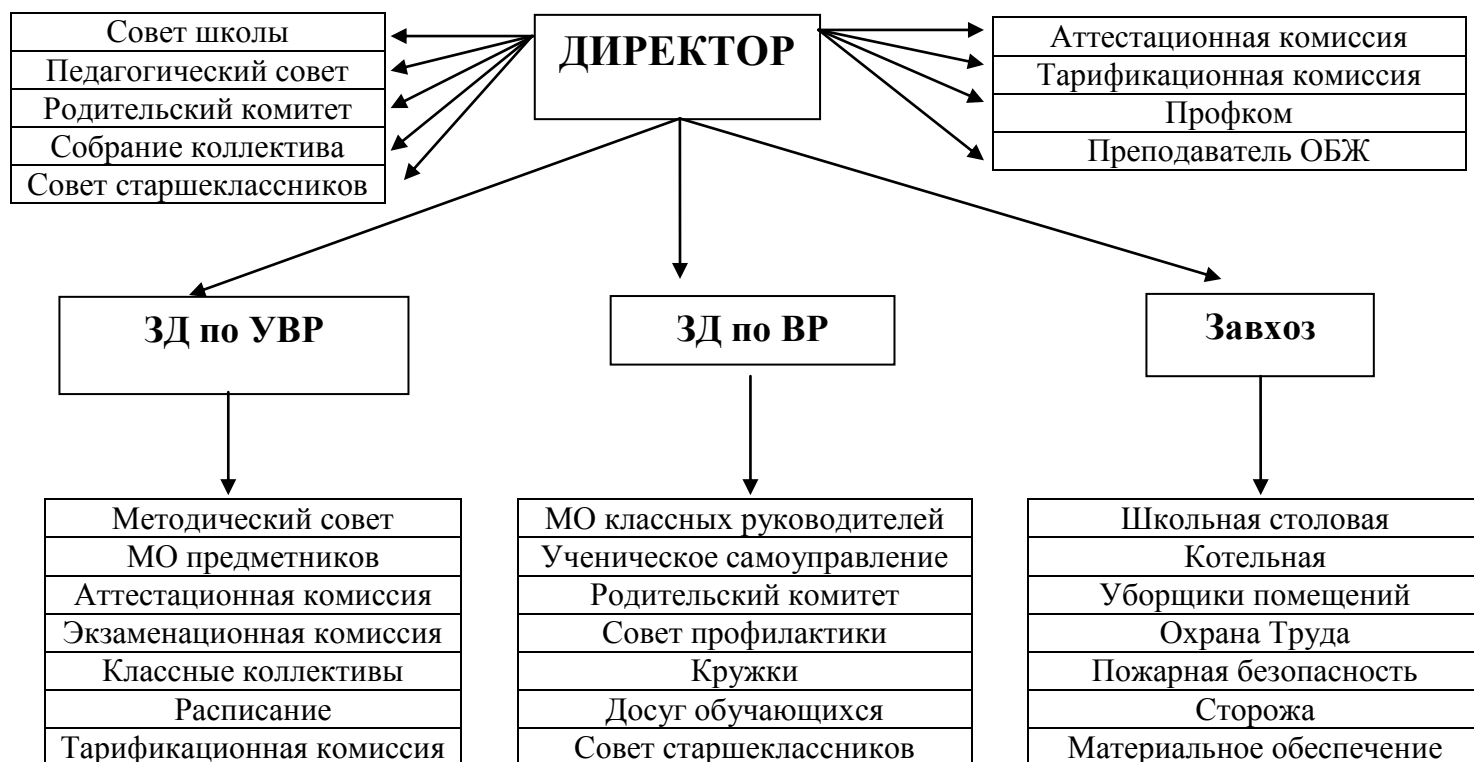 Совет школы
Педагогический совет
Родительский комитет
Собрание коллектива
Совет старшеклассников
ДИРЕКТОР
Аттестационная комиссия
Тарификационная комиссия
Профком
Преподаватель ОБЖ
ЗД по УВР
ЗД по ВР
Завхоз
Методический совет
МО предметников
Аттестационная комиссия
Экзаменационная комиссия
Классные коллективы
Расписание
Тарификационная комиссия
МО классных руководителей
Ученическое самоуправление
Родительский комитет
Совет профилактики
Кружки
Досуг обучающихся
Совет старшеклассников
Школьная столовая
Котельная
Уборщики помещений
Охрана Труда
Пожарная безопасность
Сторожа
Материальное обеспечение